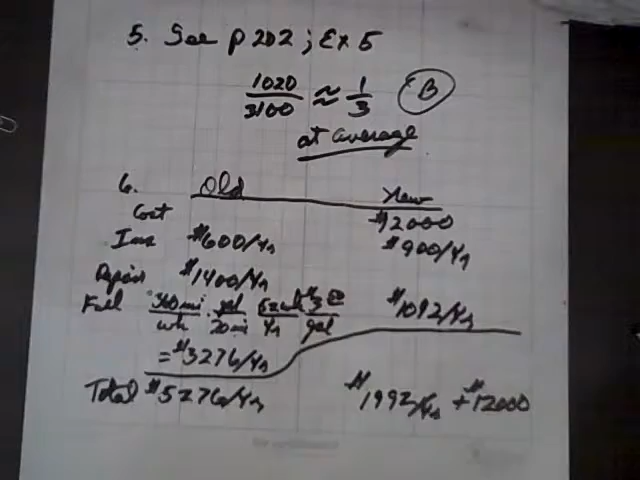 5. See p 202; Ex 5
1020/3100 ≈ 1/3 B
at average
6. Old New
Cost $12000
Ins $600/yr $900/yr
Repair $1400/yr
Fuel 360 mi/wk · gal/20 mi 52 wk/yr $3 50/gal $1092/yr
= $3276/yr
Total $5276/yr $1992/yr + $12000